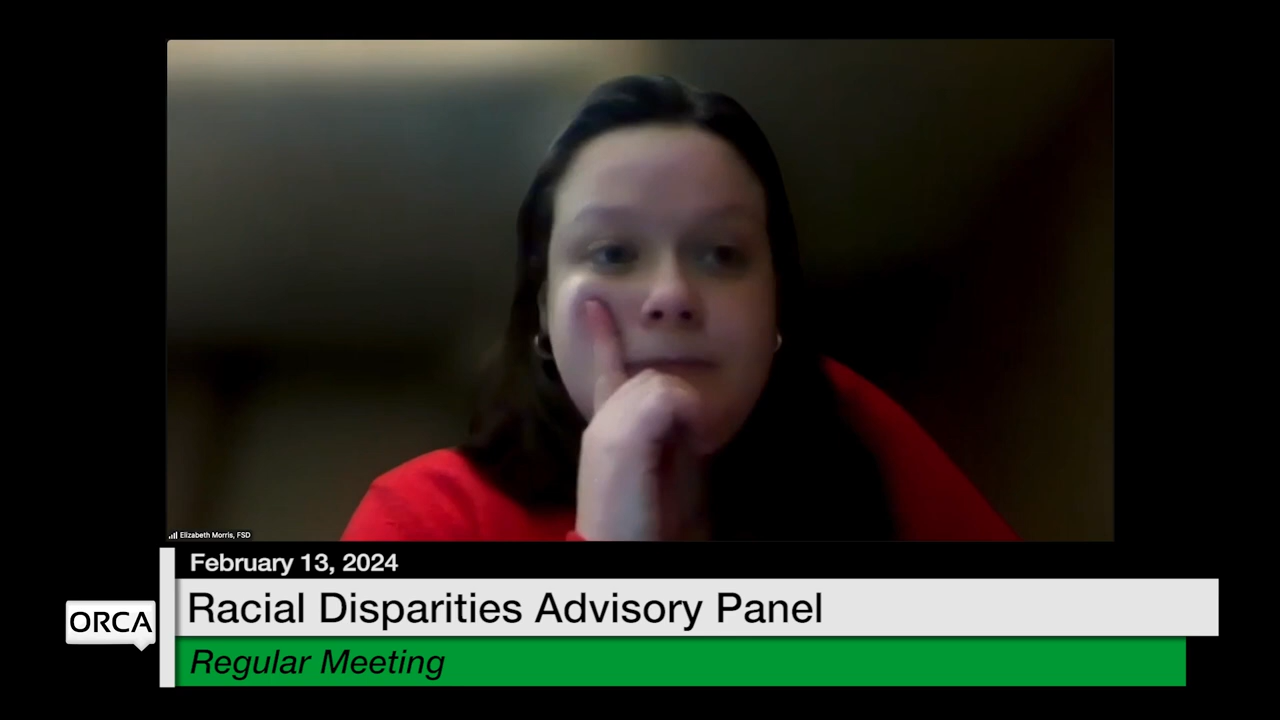 Elizabeth Morris, FSD
February 13, 2024
Racial Disparities Advisory Panel
ORCA
Regular Meeting